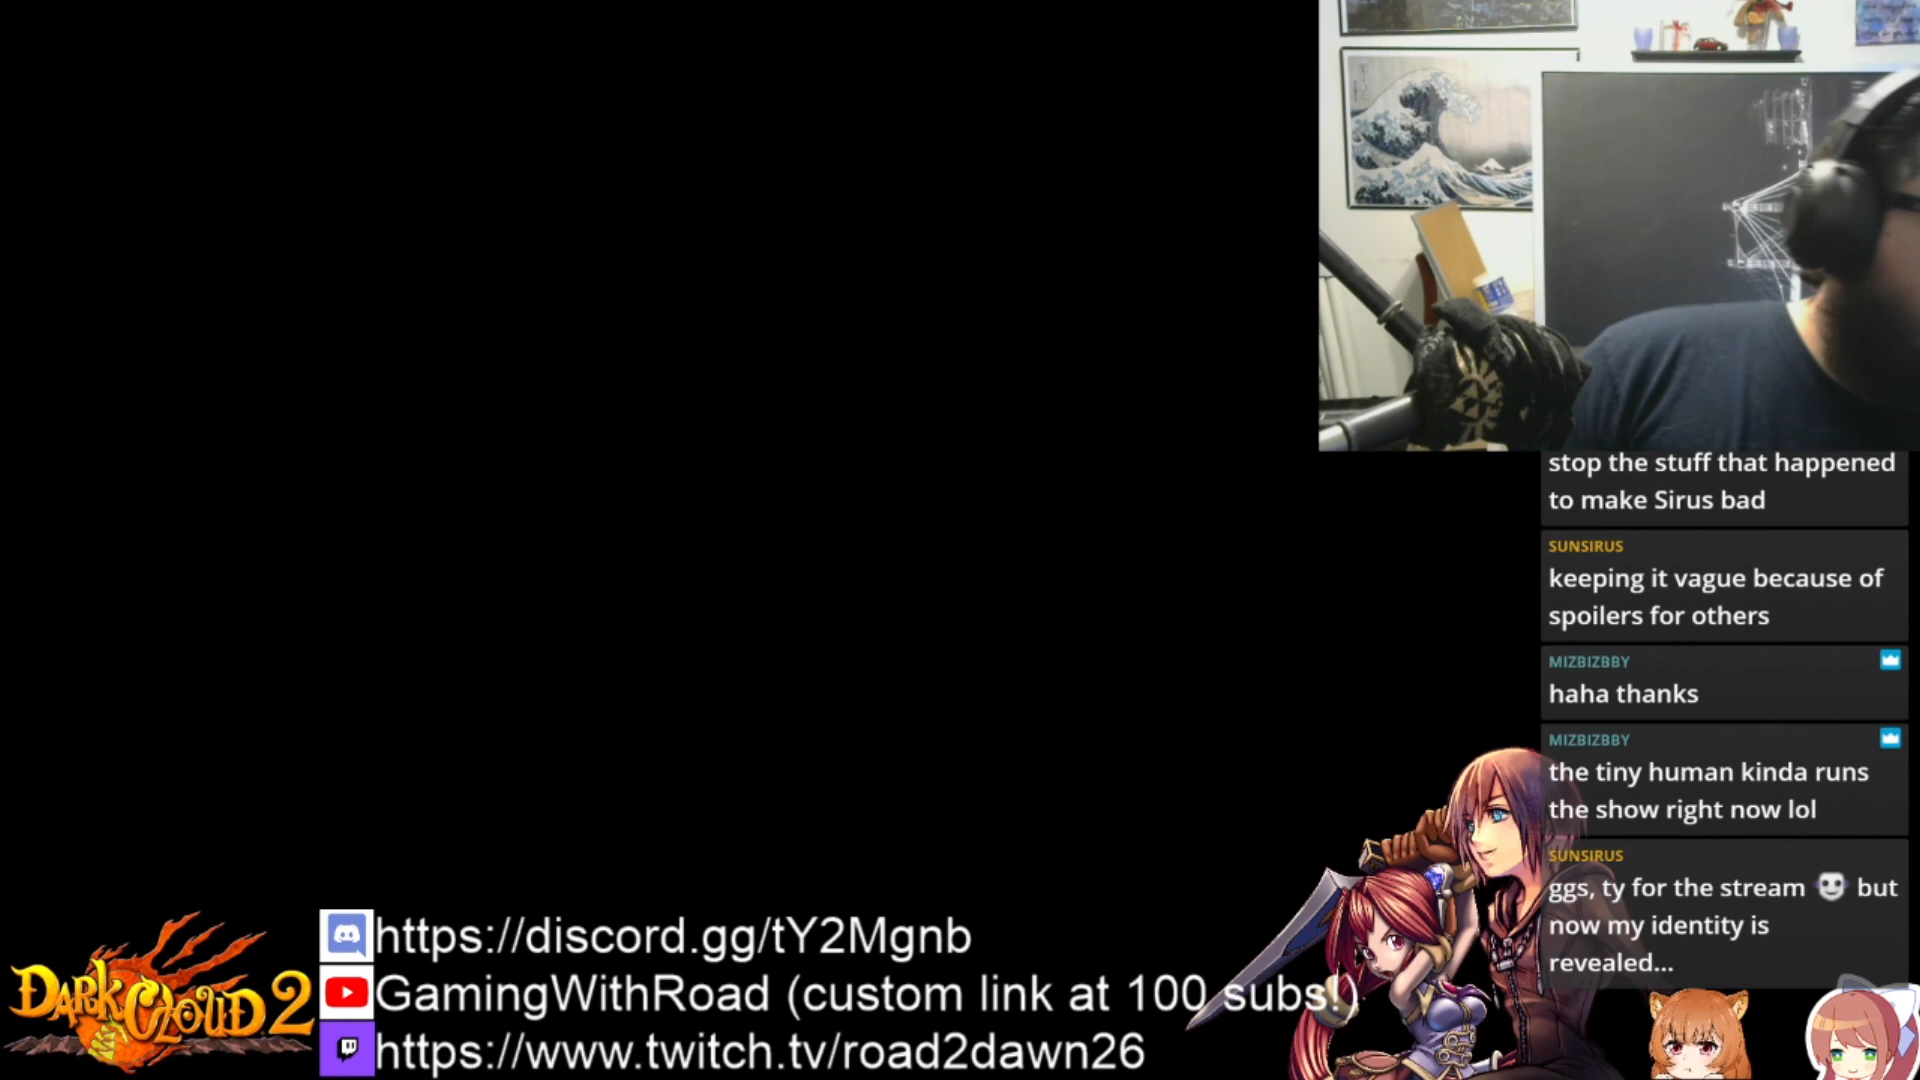 stop the stuff that happened
to make Sirus bad
SUNSIRUS
keeping it vague because of
spoilers for others
MIZBIZBBY
haha thanks
MIZBIZBBY
the tiny human kinda runs
the show right now lol
SUNSIRUS
ggs, ty for the stream but
now my identity is
revealed...
DARK CLOUD 2
https://discord.gg/tY2Mgnb
GamingWithRoad (custom link at 100 subs!)
https://www.twitch.tv/road2dawn26